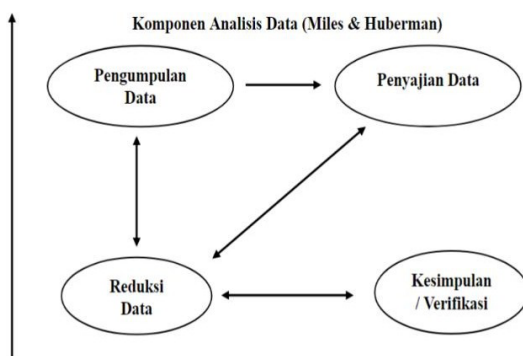 Komponen Analisis Data (Miles & Huberman)
Pengumpulan
Data
Penyajian Data
Reduksi
Data
Kesimpulan
/ Verifikasi